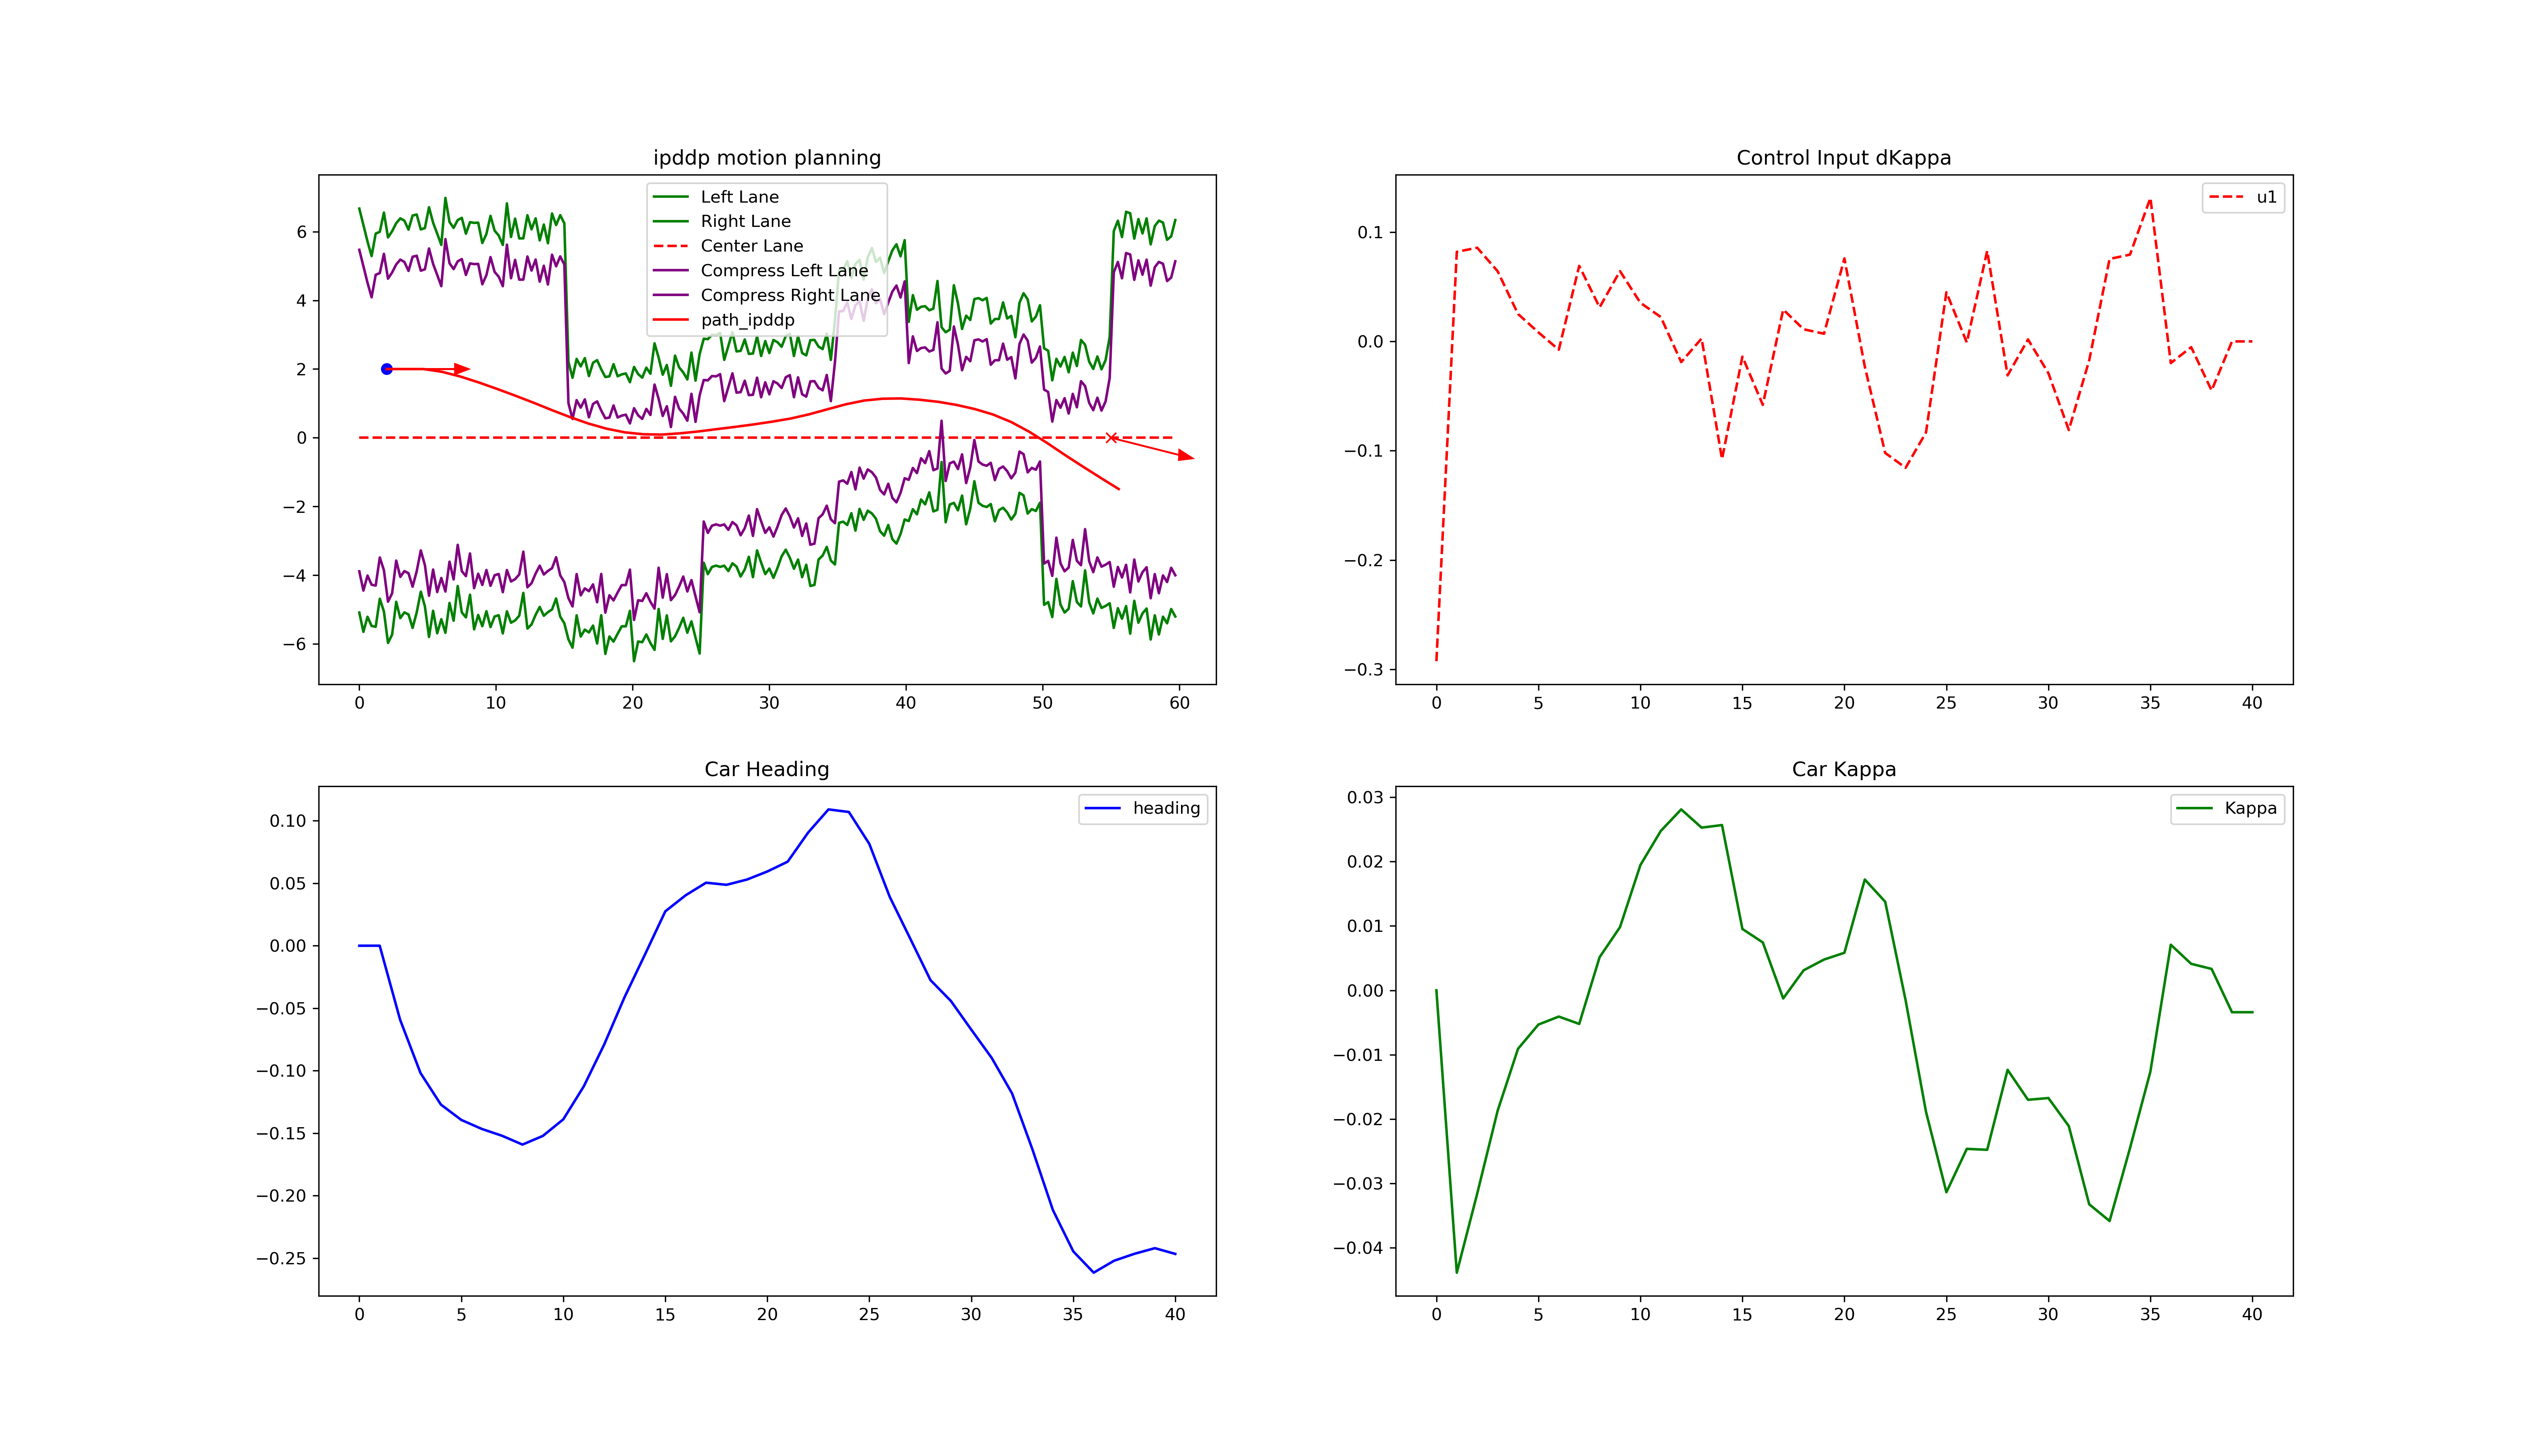 ipddp motion planning
Left Lane
Right Lane
Center Lane
Compress Left Lane
Compress Right Lane
path_ipddp
6
4
2
0
−2
−4
−6
0 10 20 30 40 50 60
Control Input dKappa
u1
0.1
0.0
−0.1
−0.2
−0.3
0 5 10 15 20 25 30 35 40
Car Heading
heading
0.10
0.05
0.00
−0.05
−0.10
−0.15
−0.20
−0.25
0 5 10 15 20 25 30 35 40
Car Kappa
Kappa
0.03
0.02
0.01
0.00
−0.01
−0.02
−0.03
−0.04
0 5 10 15 20 25 30 35 40